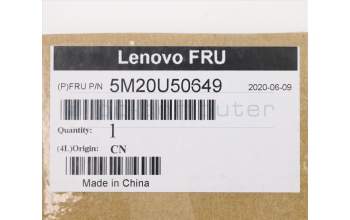 Lenovo FRU
(P)FRU P/N 5M20U50649 2020-06-09
Quantity: 1
(4L)Origin: CN
Made in China